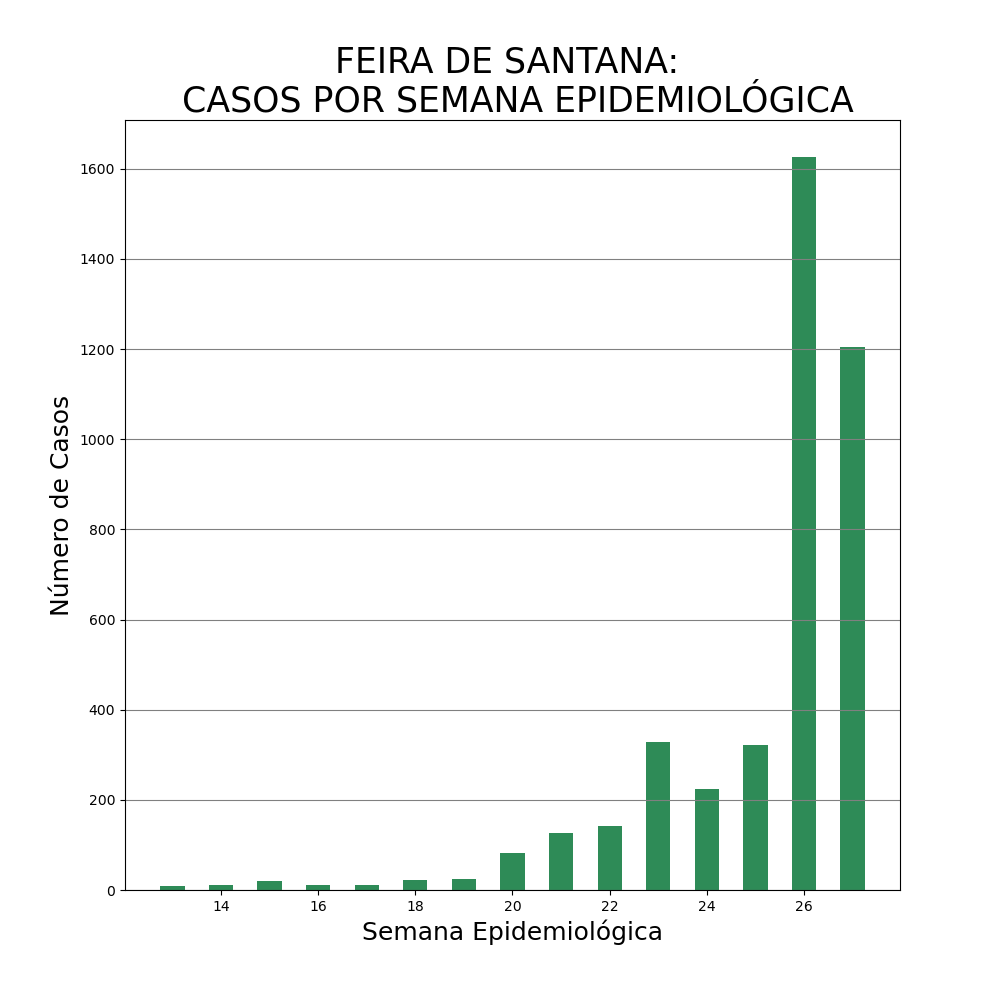 FEIRA DE SANTANA:
CASOS POR SEMANA EPIDEMIOLÓGICA
Número de Casos
1600
1400
1200
1000
800
600
400
200
0
14 16 18 20 22 24 26
Semana Epidemiológica